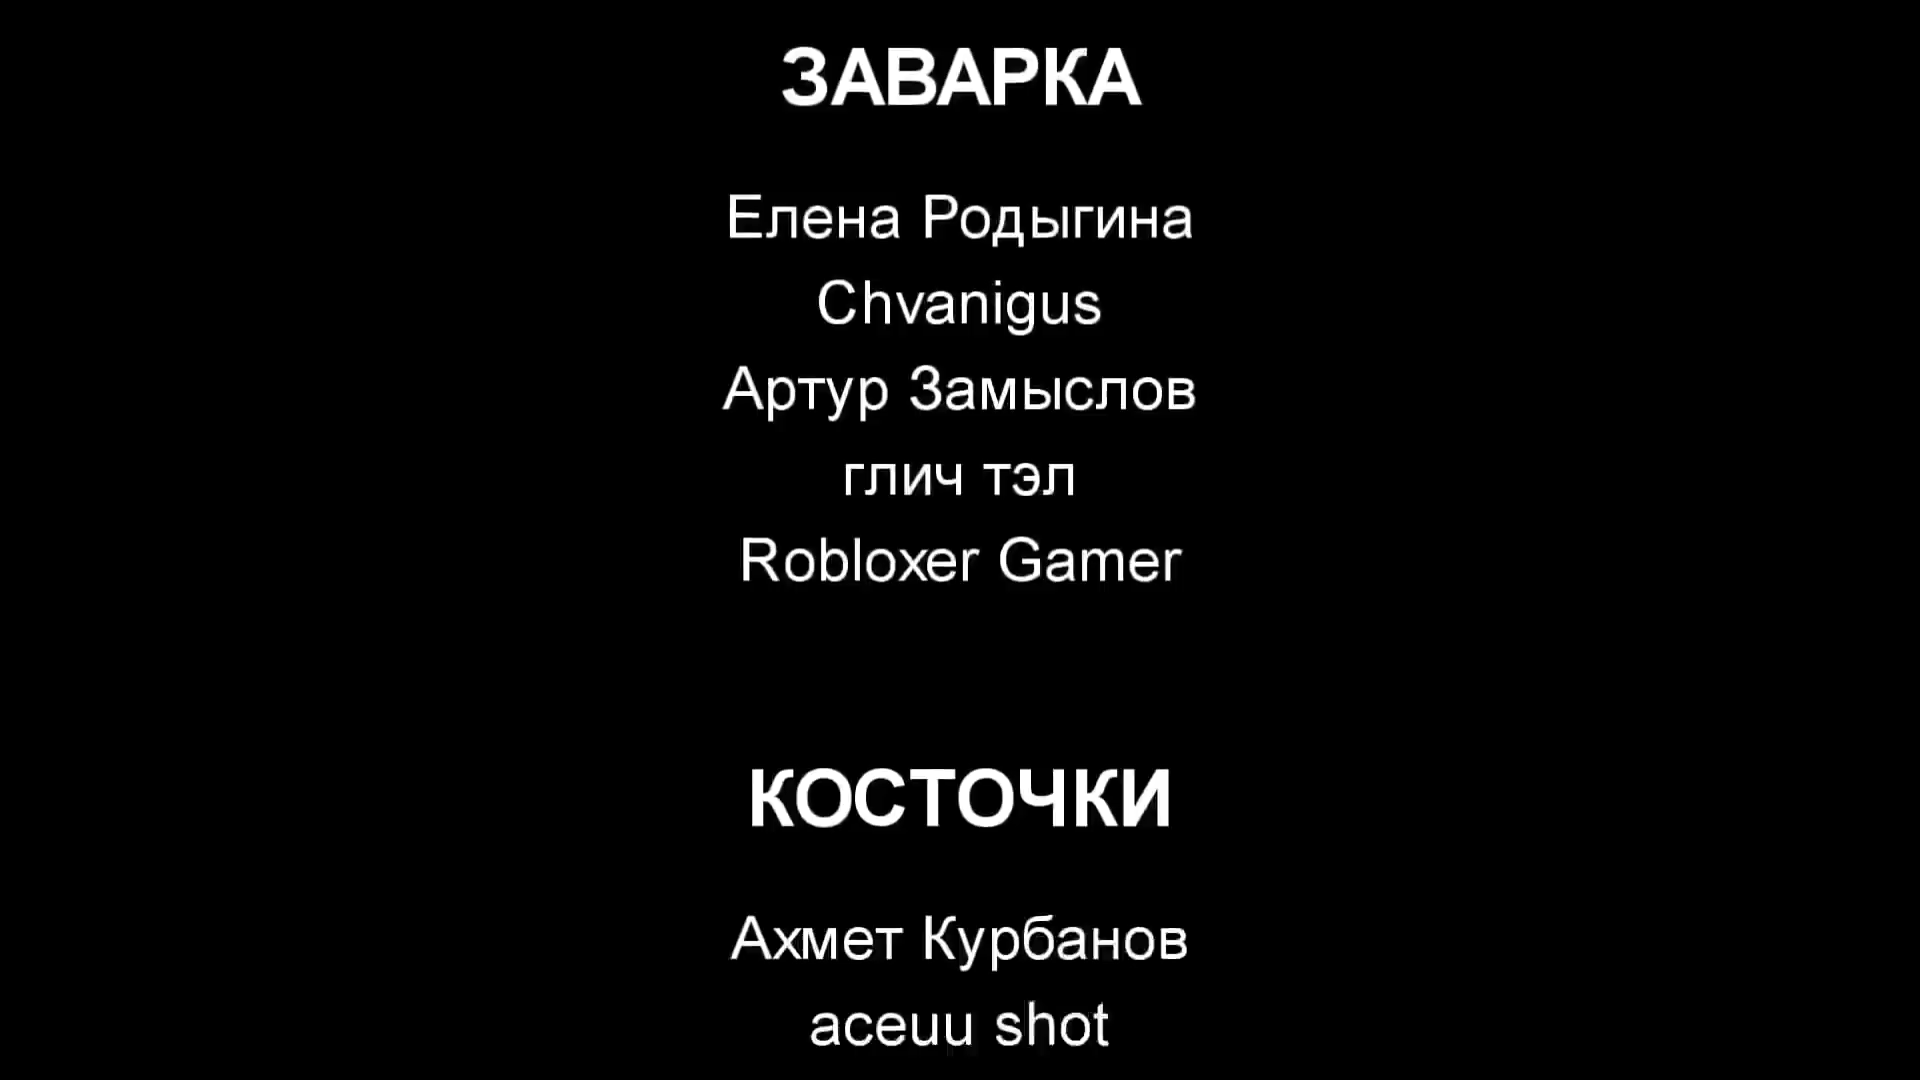 ЗАВАРКА
Елена Родыгина
Chvanigus
Артур Замыслов
глич тэл
Robloxer Gamer
КОСТОЧКИ
Ахмет Курбанов
aceuu shot